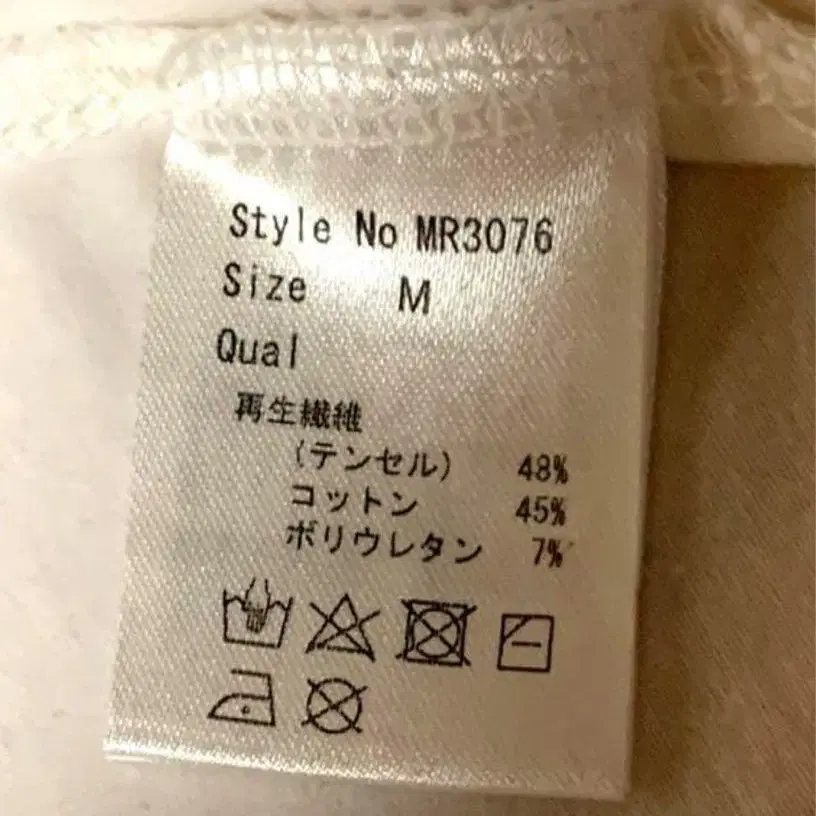 Style No MR3076
Size M
Qual
再生繊維
(テンセル) 48%
コットン 45%
ポリウレタン 7%